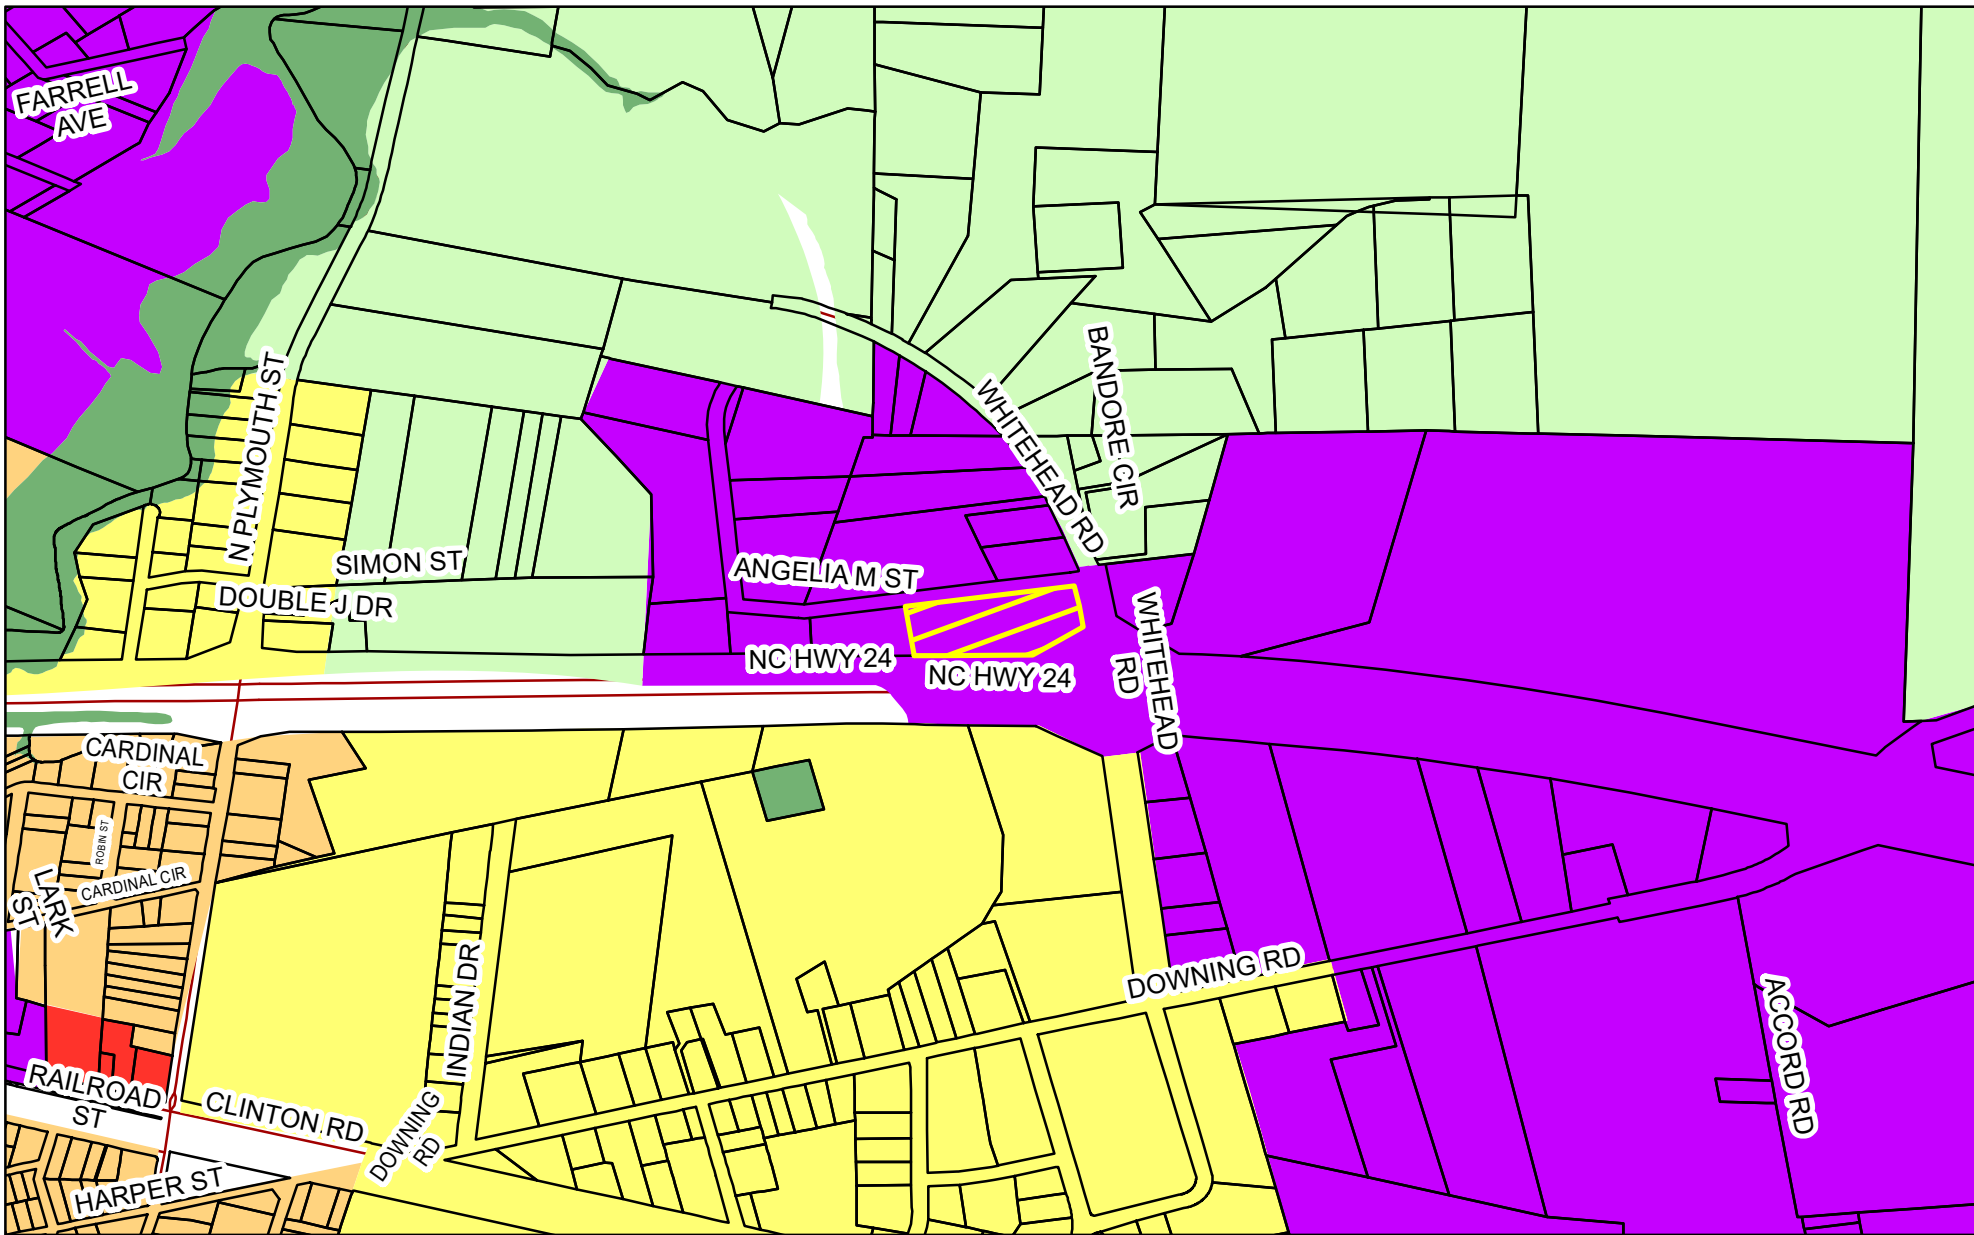 FARRELL
AVE
N PLYMOUTH ST
BANDORE CIR
WHITEHEAD RD
SIMON ST
ANGELIA M ST
DOUBLE J DR
WHITEHEAD
RD
NC HWY 24
NC HWY 24
CARDINAL
CIR
ROBIN ST
CARDINAL CIR
LARK
ST
INDIAN DR
DOWNING RD
ACCORD RD
RAILROAD
ST
CLINTON RD
DOWNING
RD
HARPER ST